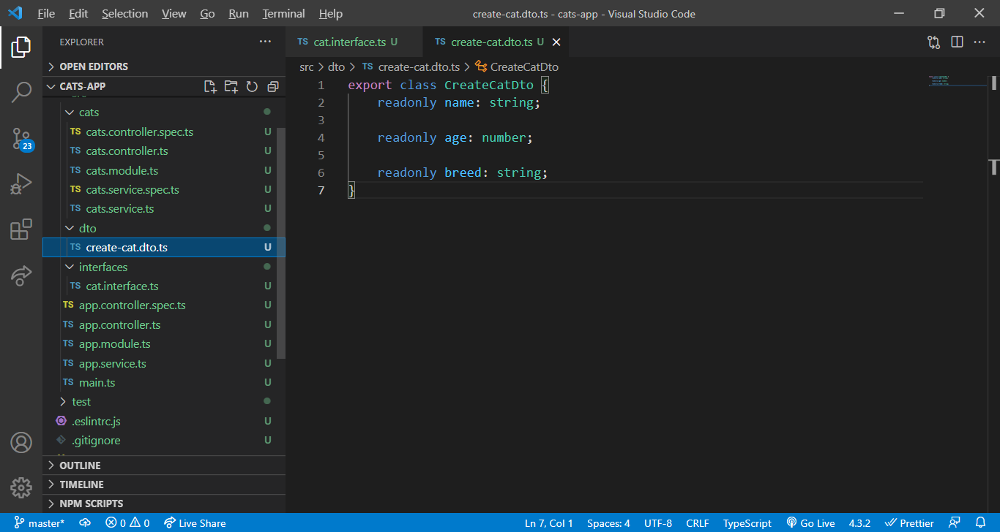 File Edit Selection View Go Run Terminal Help create-cat.dto.ts - cats-app - Visual Studio Code
EXPLORER
OPEN EDITORS
CATS-APP
cats
TS cats.controller.spec.ts U
TS cats.controller.ts U
TS cats.module.ts U
TS cats.service.spec.ts U
TS cats.service.ts U
dto
TS create-cat.dto.ts U
interfaces
TS cat.interface.ts U
TS app.controller.spec.ts U
TS app.controller.ts U
TS app.module.ts U
TS app.service.ts U
TS main.ts U
test
.eslintrc.js U
.gitignore U
OUTLINE
TIMELINE
NPM SCRIPTS
23
TS cat.interface.ts U TS create-cat.dto.ts U
src > dto > TS create-cat.dto.ts > CreateCatDto
1 export class CreateCatDto {
2 readonly name: string;
3
4 readonly age: number;
5
6 readonly breed: string;
7 }
master* 0 0 Live Share Ln 7, Col 1 Spaces: 4 UTF-8 CRLF TypeScript Go Live 4.3.2 Prettier